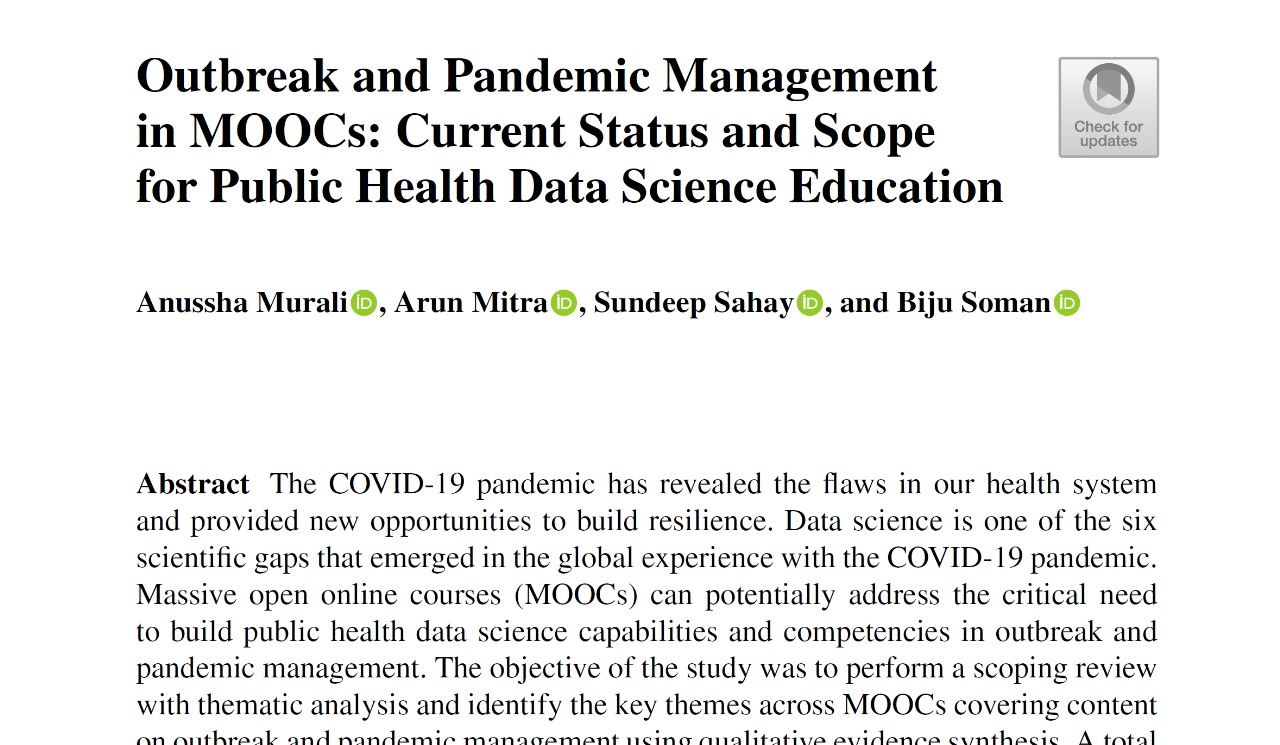 Outbreak and Pandemic Management
in MOOCs: Current Status and Scope
for Public Health Data Science Education
Check for
updates
Anussha Murali iD, Arun Mitra iD, Sundeep Sahay iD, and Biju Soman iD
Abstract The COVID-19 pandemic has revealed the flaws in our health system
and provided new opportunities to build resilience. Data science is one of the six
scientific gaps that emerged in the global experience with the COVID-19 pandemic.
Massive open online courses (MOOCs) can potentially address the critical need
to build public health data science capabilities and competencies in outbreak and
pandemic management. The objective of the study was to perform a scoping review
with thematic analysis and identify the key themes across MOOCs covering content
on outbreak and pandemic management using qualitative evidence synthesis. A total